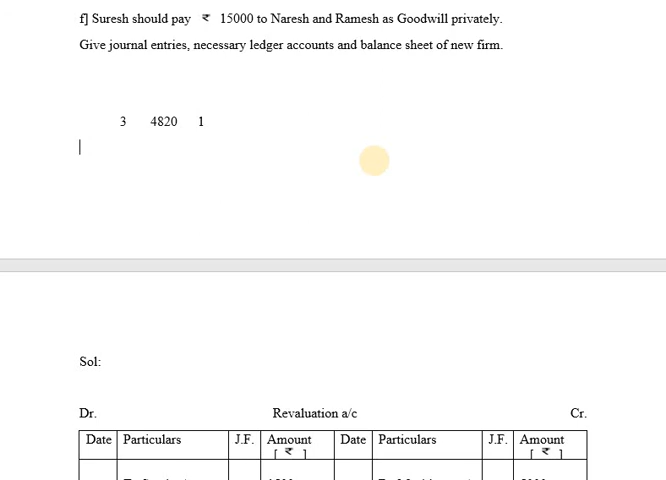 f] Suresh should pay ₹ 15000 to Naresh and Ramesh as Goodwill privately.
Give journal entries, necessary ledger accounts and balance sheet of new firm.
3 4820 1
Sol:
Dr. Revaluation a/c Cr.
Date Particulars J.F. Amount [ ₹ ] Date Particulars J.F. Amount [ ₹ ]